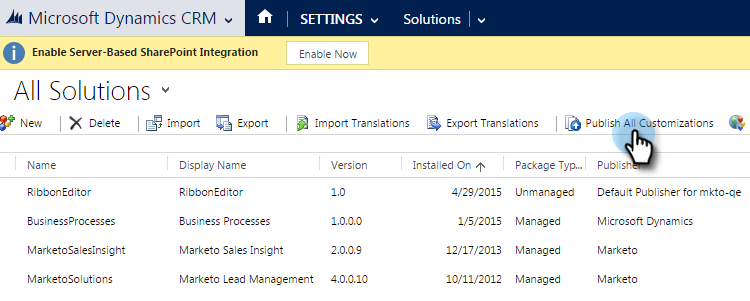 Microsoft Dynamics CRM SETTINGS Solutions
Enable Server-Based SharePoint Integration Enable Now
All Solutions
New Delete Import Export Import Translations Export Translations Publish All Customizations
Name Display Name Version Installed On Package Typ... Publisher
RibbonEditor RibbonEditor 1.0 4/29/2015 Unmanaged Default Publisher for mkto-qe
BusinessProcesses Business Processes 1.0.0.0 1/5/2015 Managed Microsoft Dynamics
MarketoSalesInsight Marketo Sales Insight 2.0.0.9 12/17/2013 Managed Marketo
MarketoSolutions Marketo Lead Management 4.0.0.10 10/11/2012 Managed Marketo